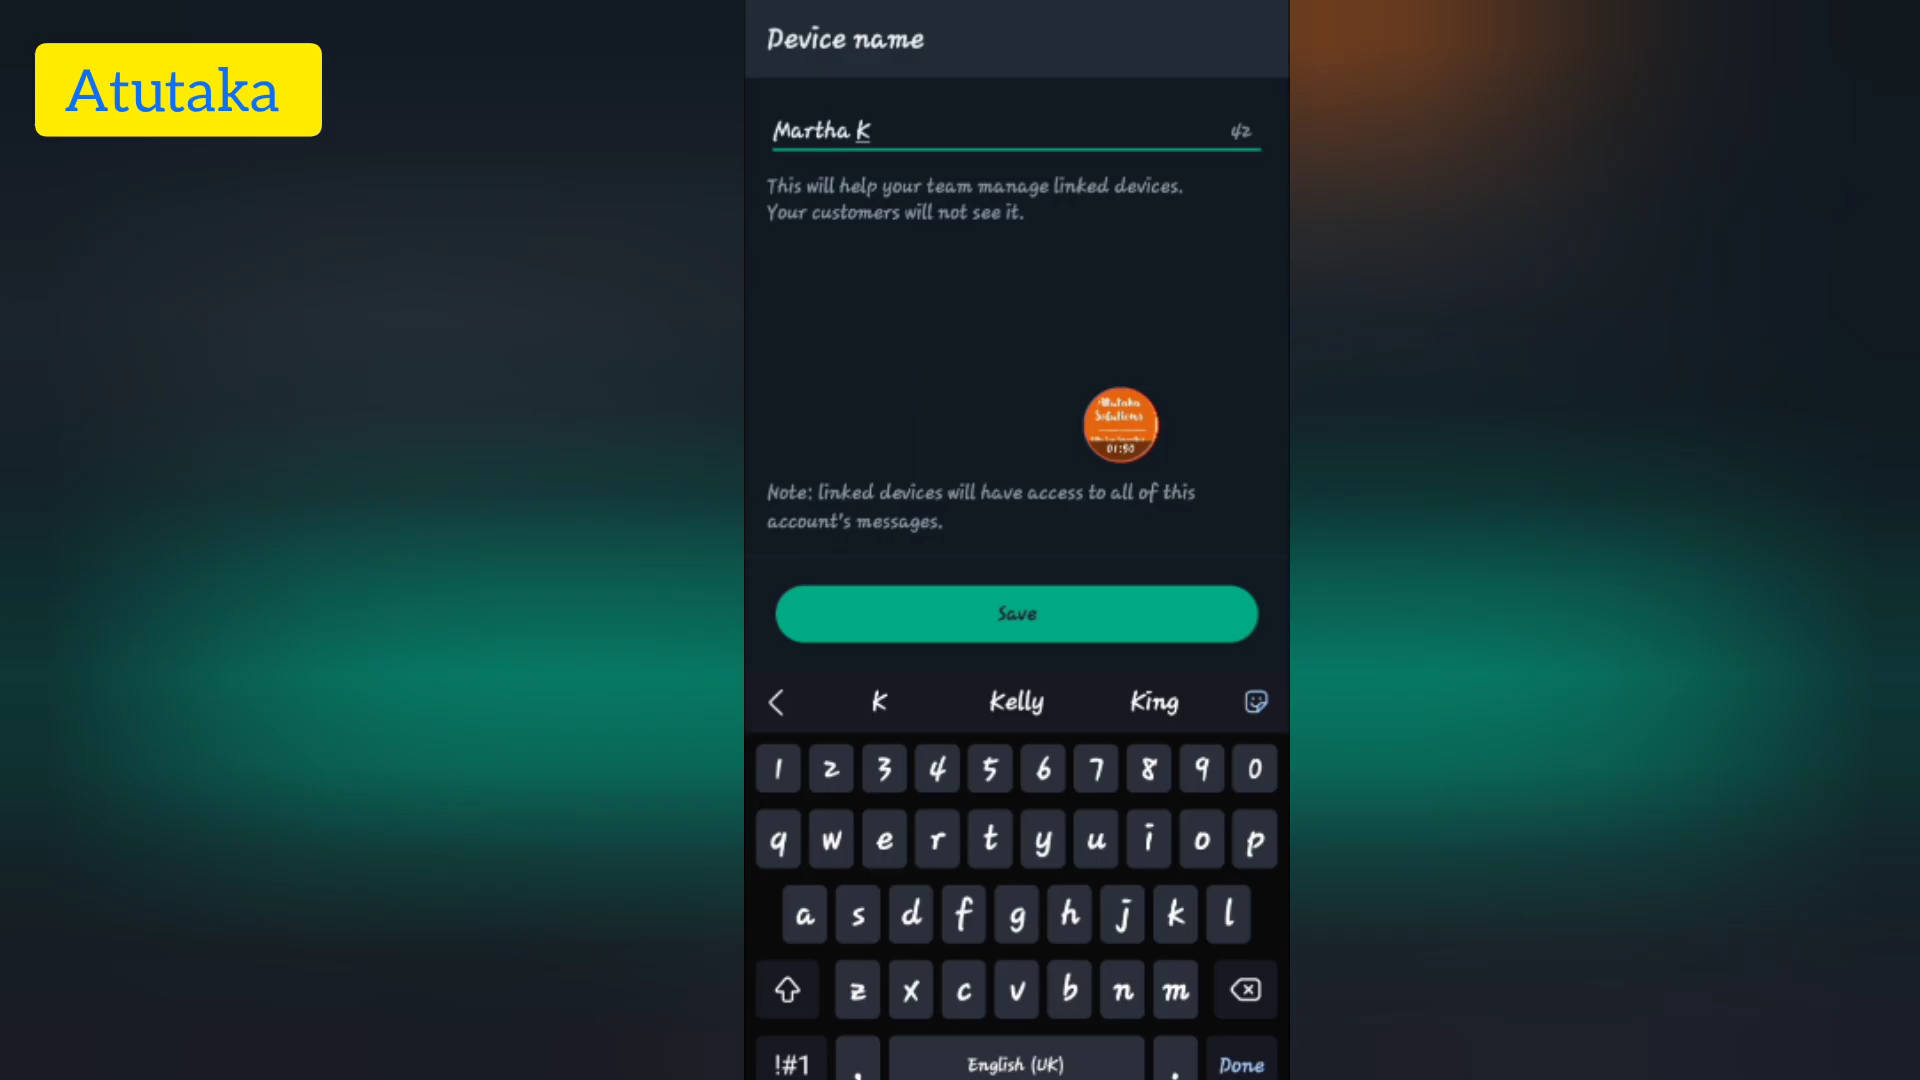 Atutaka
Device name
Martha K
42
This will help your team manage linked devices.
Your customers will not see it.
Atutaka
Solutions
01:50
Note: linked devices will have access to all of this
account's messages.
Save
K Kelly King
1 2 3 4 5 6 7 8 9 0
q w e r t y u i o p
a s d f g h j k l
z x c v b n m
!#1 , English (UK) . Done